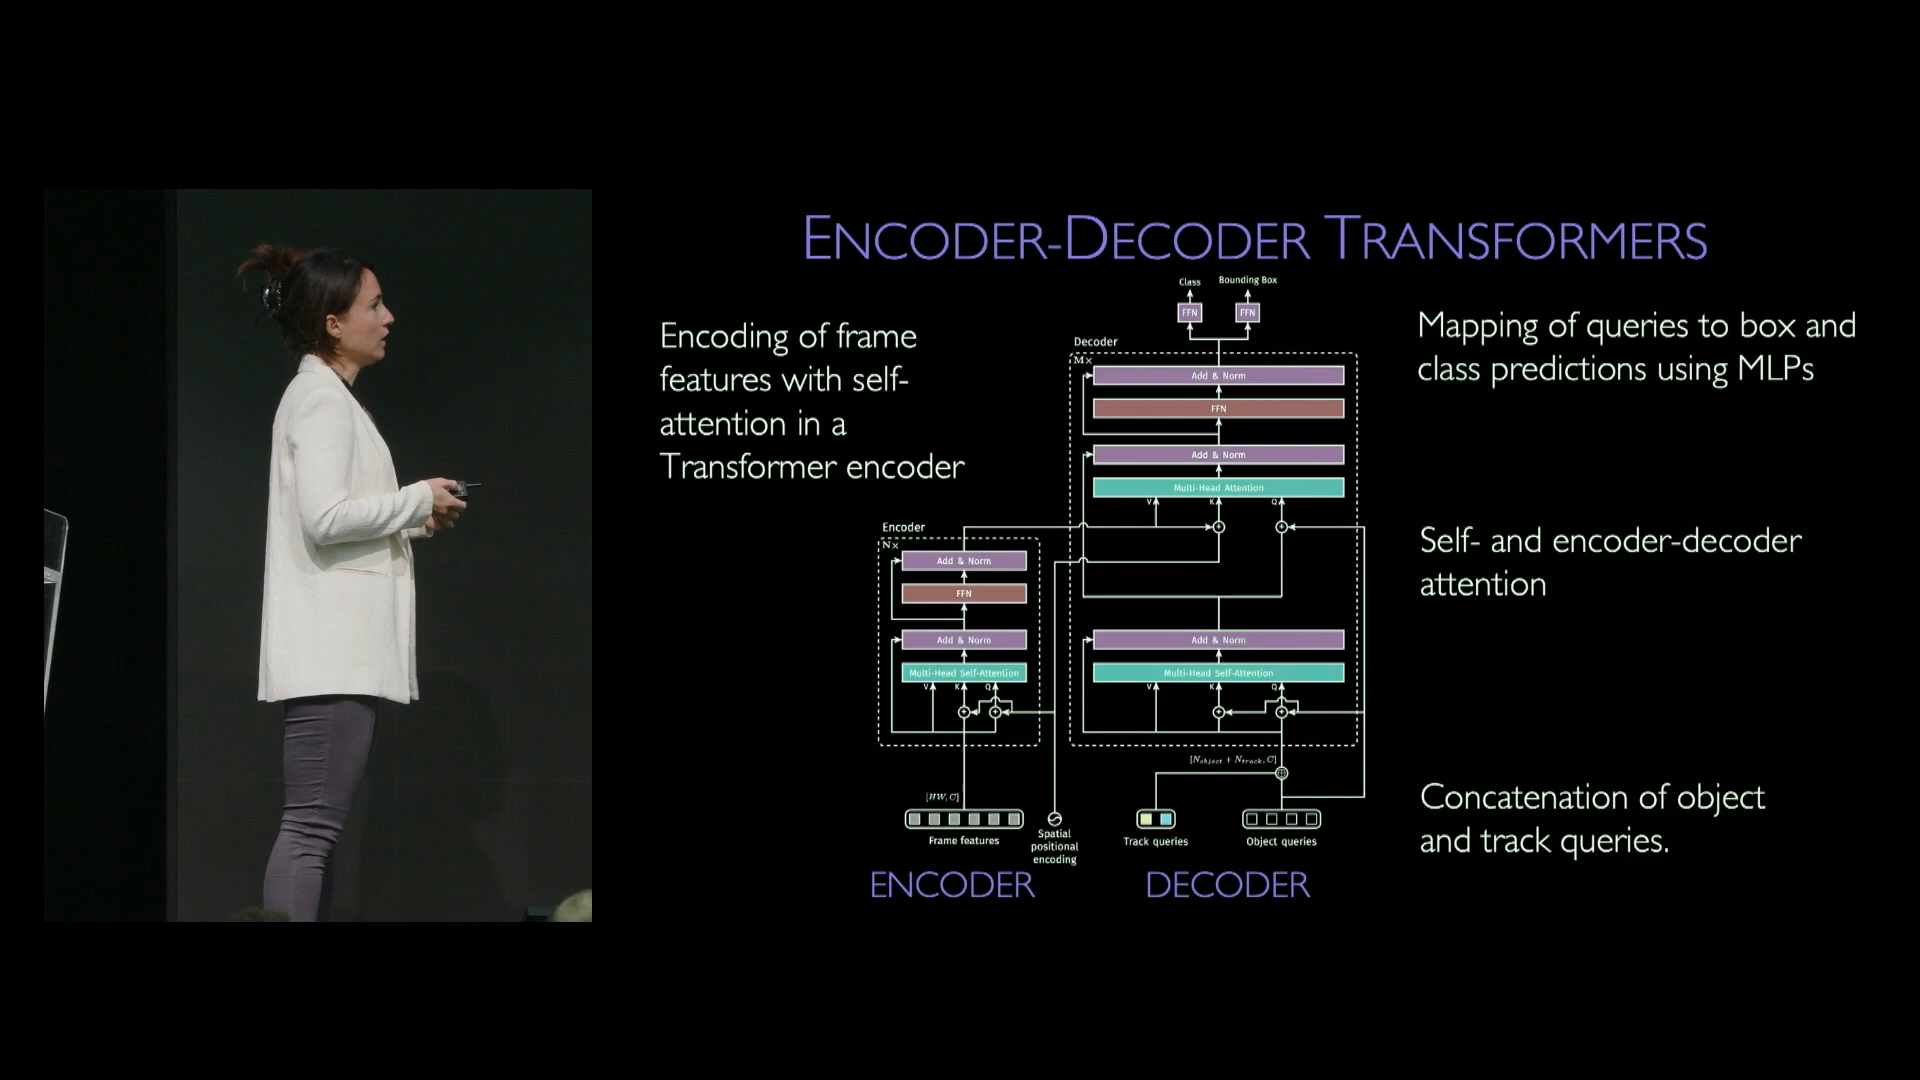 ENCODER-DECODER TRANSFORMERS
Encoding of frame
features with self-
attention in a
Transformer encoder
Class
Bounding Box
FFN
FFN
Decoder
M×
Add & Norm
FFN
Add & Norm
Multi-Head Attention
V
K
Q
Add & Norm
Multi-Head Self-Attention
V
K
Q
Encoder
N×
Add & Norm
FFN
Add & Norm
Multi-Head Self-Attention
V
K
Q
[HW, C]
[Nobject + Ntrack, C]
Frame features
Spatial
positional
encoding
Track queries
Object queries
ENCODER
DECODER
Mapping of queries to box and
class predictions using MLPs
Self- and encoder-decoder
attention
Concatenation of object
and track queries.